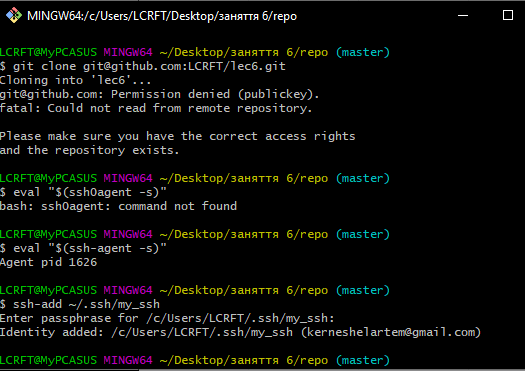 MINGW64:/c/Users/LCRFT/Desktop/заняття 6/repo
LCRFT@MyPCASUS MINGW64 ~/Desktop/заняття 6/repo (master)
$ git clone git@github.com:LCRFT/lec6.git
Cloning into 'lec6'...
git@github.com: Permission denied (publickey).
fatal: Could not read from remote repository.
Please make sure you have the correct access rights
and the repository exists.
LCRFT@MyPCASUS MINGW64 ~/Desktop/заняття 6/repo (master)
$ eval "$(ssh0agent -s)"
bash: ssh0agent: command not found
LCRFT@MyPCASUS MINGW64 ~/Desktop/заняття 6/repo (master)
$ eval "$(ssh-agent -s)"
Agent pid 1626
LCRFT@MyPCASUS MINGW64 ~/Desktop/заняття 6/repo (master)
$ ssh-add ~/.ssh/my_ssh
Enter passphrase for /c/Users/LCRFT/.ssh/my_ssh:
Identity added: /c/Users/LCRFT/.ssh/my_ssh (kerneshelartem@gmail.com)
LCRFT@MyPCASUS MINGW64 ~/Desktop/заняття 6/repo (master)